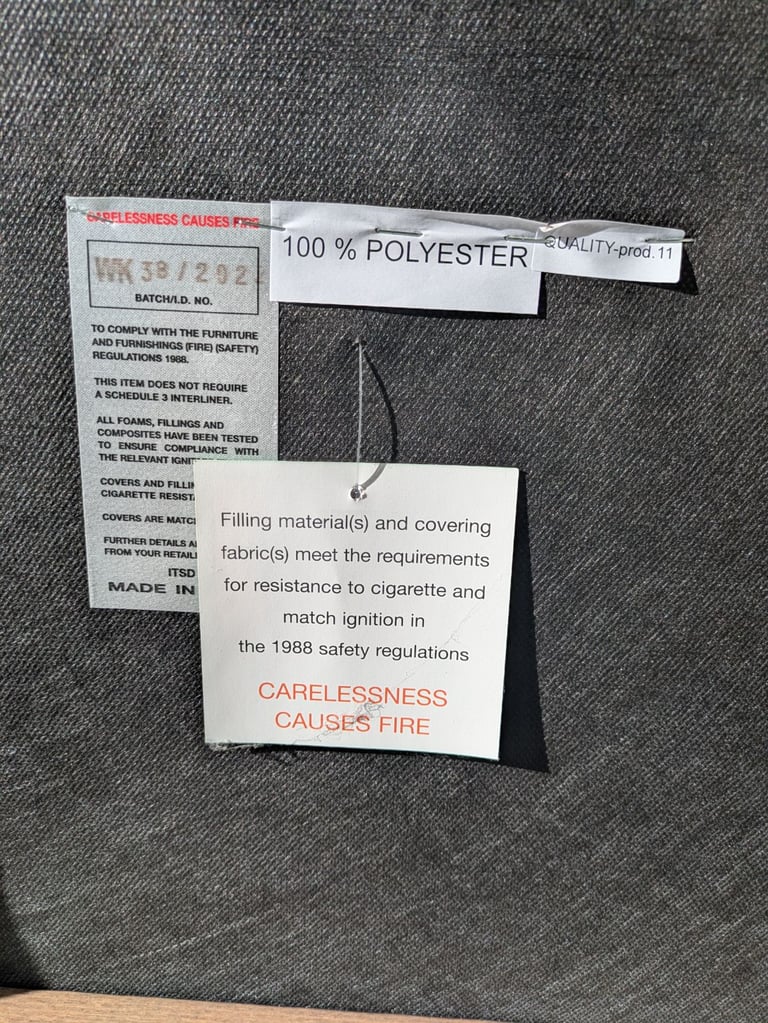 CARELESSNESS CAUSES FIRE
WK 38 / 202
BATCH/I.D. NO.
TO COMPLY WITH THE FURNITURE
AND FURNISHINGS (FIRE) (SAFETY)
REGULATIONS 1988.
THIS ITEM DOES NOT REQUIRE
A SCHEDULE 3 INTERLINER.
ALL FOAMS, FILLINGS AND
COMPOSITES HAVE BEEN TESTED
TO ENSURE COMPLIANCE WITH
THE RELEVANT
COVERS AND
CIGARETTE
COVERS ARE
FURTHER DETAILS
FROM YOUR
MADE IN
100 % POLYESTER
QUALITY-prod.11
Filling material(s) and covering
fabric(s) meet the requirements
for resistance to cigarette and
match ignition in
the 1988 safety regulations
CARELESSNESS
CAUSES FIRE